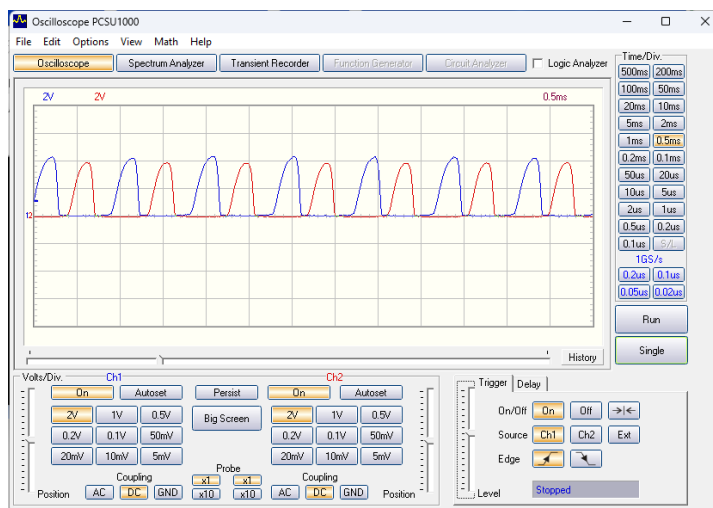 Oscilloscope PCSU1000
File Edit Options View Math Help
Oscilloscope Spectrum Analyzer Transient Recorder Function Generator Circuit Analyzer Logic Analyzer
2V 2V 0.5ms
12
History
Time/Div.
500ms 200ms
100ms 50ms
20ms 10ms
5ms 2ms
1ms 0.5ms
0.2ms 0.1ms
50us 20us
10us 5us
2us 1us
0.5us 0.2us
0.1us S/L
1GS/s
0.2us 0.1us
0.05us 0.02us
Run
Single
Volts/Div. Ch1 Ch2
On Autoset Persist On Autoset
2V 1V 0.5V Big Screen 2V 1V 0.5V
0.2V 0.1V 50mV 0.2V 0.1V 50mV
20mV 10mV 5mV 20mV 10mV 5mV
Coupling Probe Coupling
x1 x1
Position AC DC GND x10 x10 AC DC GND Position
Trigger Delay
On/Off On Off
Source Ch1 Ch2 Ext
Edge
Level Stopped